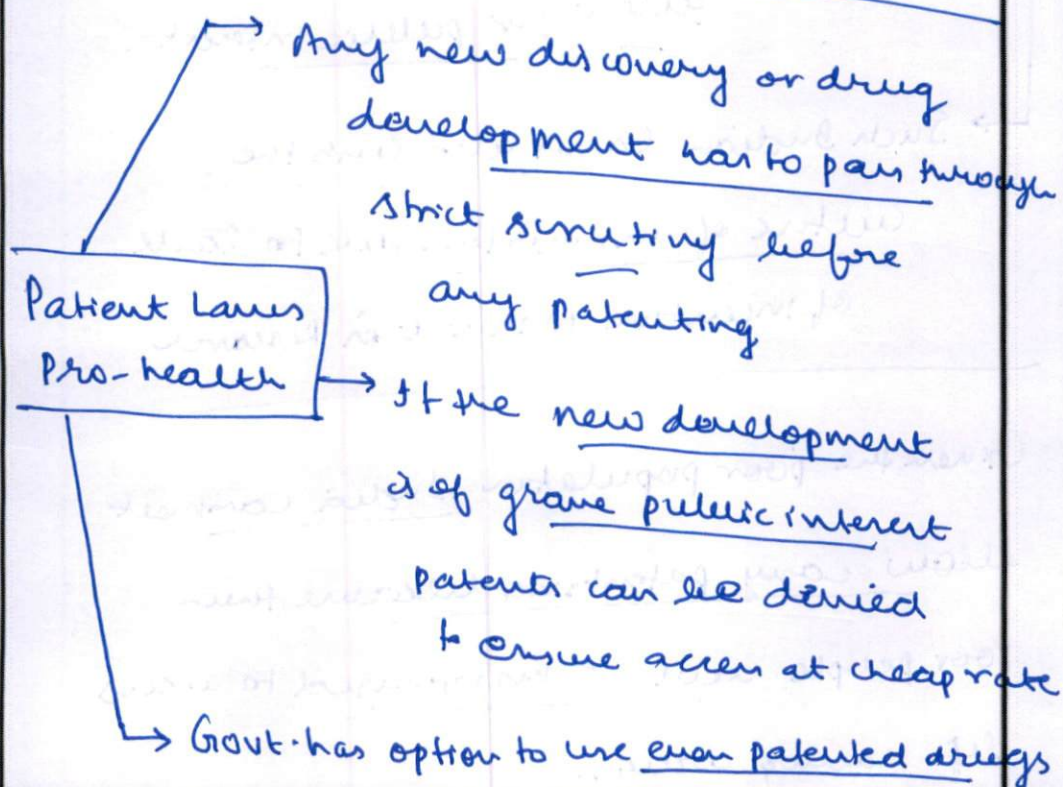 Any new discovery or drug
development has to pass through
strict scrutiny before
any patenting
Patient Laws
Pro-health
If the new development
is of grave public interest
patents can be denied
to ensure access at cheap rate
Govt. has option to use even patented drugs